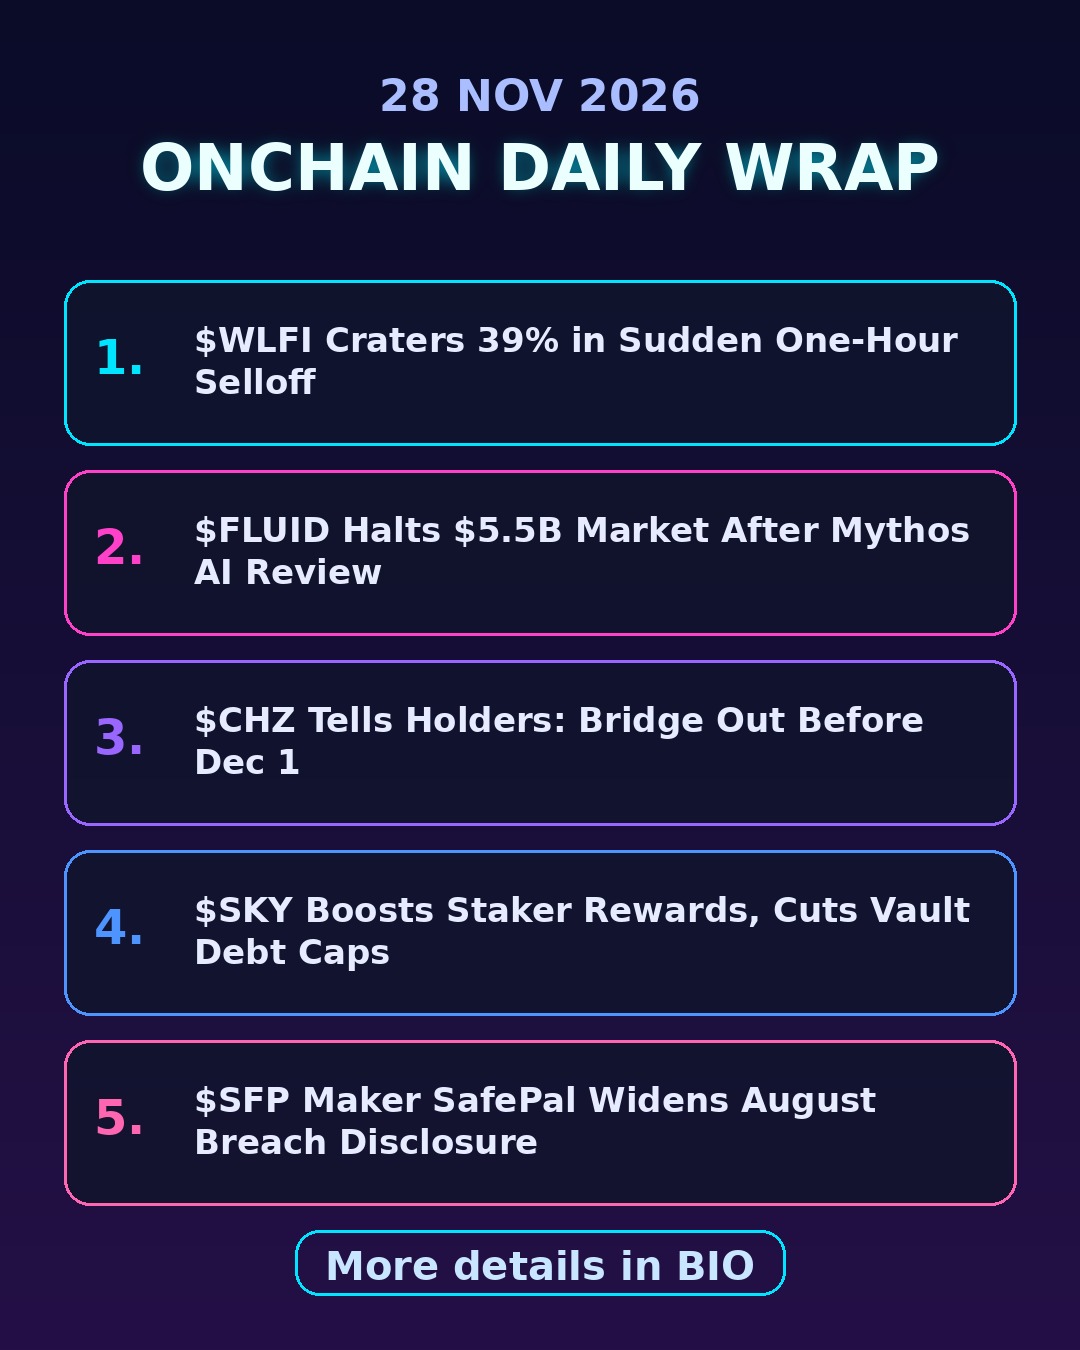 28 NOV 2026
ONCHAIN DAILY WRAP
1.
$WLFI Craters 39% in Sudden One-Hour
Selloff
2.
$FLUID Halts $5.5B Market After Mythos
AI Review
3.
$CHZ Tells Holders: Bridge Out Before
Dec 1
4.
$SKY Boosts Staker Rewards, Cuts Vault
Debt Caps
5.
$SFP Maker SafePal Widens August
Breach Disclosure
More details in BIO